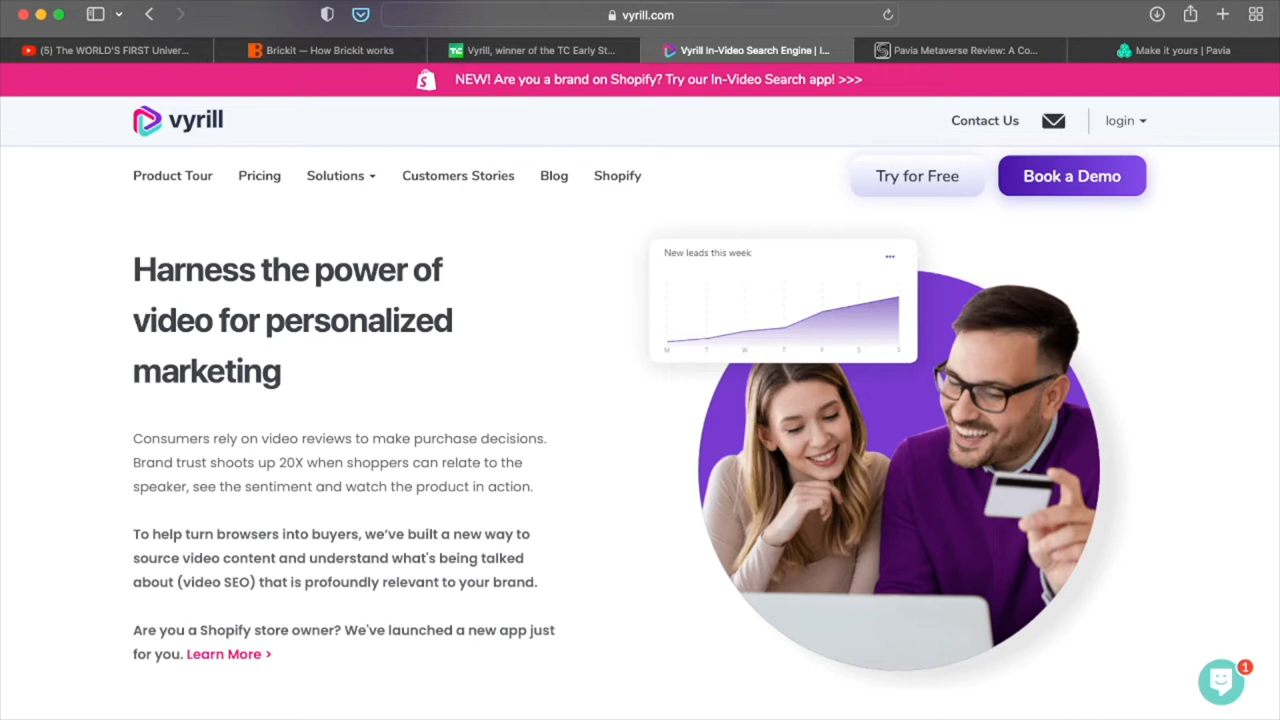 vyrill.com
(5) The WORLD'S FIRST Univer...
Brickit — How Brickit works
TC
Vyrill, winner of the TC Early St...
Vyrill In-Video Search Engine | I...
Pavia Metaverse Review: A Co...
Make it yours | Pavia
NEW! Are you a brand on Shopify? Try our In-Video Search app! >>>
vyrill
Contact Us
login
Product Tour
Pricing
Solutions
Customers Stories
Blog
Shopify
Try for Free
Book a Demo
Harness the power of
video for personalized
marketing
New leads this week
M T W T F S S
Consumers rely on video reviews to make purchase decisions.
Brand trust shoots up 20X when shoppers can relate to the
speaker, see the sentiment and watch the product in action.
To help turn browsers into buyers, we’ve built a new way to
source video content and understand what's being talked
about (video SEO) that is profoundly relevant to your brand.
Are you a Shopify store owner? We've launched a new app just
for you. Learn More >
1